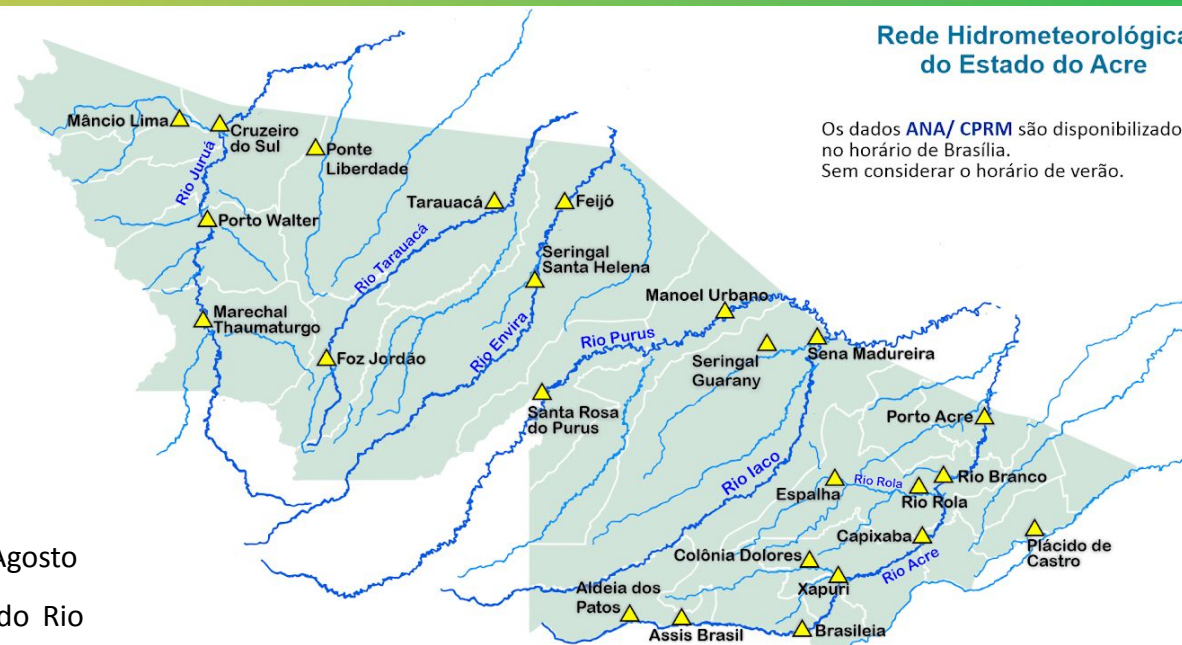 Rede Hidrometeorológica
do Estado do Acre
Os dados ANA/ CPRM são disponibilizado
no horário de Brasília.
Sem considerar o horário de verão.
Mâncio Lima
Cruzeiro
do Sul
Ponte
Liberdade
Rio Juruá
Porto Walter
Tarauacá
Feijó
Rio Tarauacá
Seringal
Santa Helena
Marechal
Thaumaturgo
Foz Jordão
Rio Envira
Manoel Urbano
Rio Purus
Seringal
Guarany
Sena Madureira
Santa Rosa
do Purus
Porto Acre
Rio Iaco
Espalha
Rio Rola
Rio Rola
Rio Branco
Capixaba
Plácido de
Castro
Colônia Dolores
Rio Acre
Xapuri
Aldeia dos
Patos
Assis Brasil
Brasileia
Agosto
do Rio